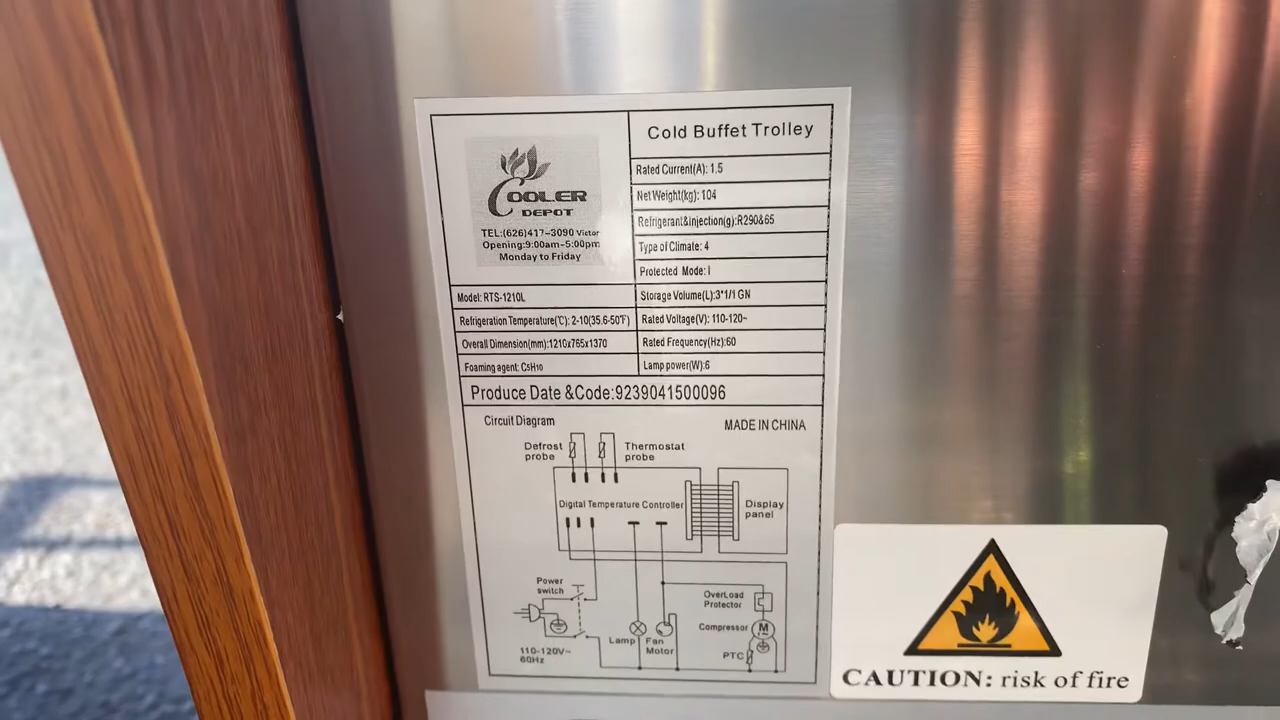 COOLER
DEPOT
TEL:(626)417-3090 Victor
Opening:9:00am-5:00pm
Monday to Friday
Cold Buffet Trolley
Rated Current(A): 1.5
Net Weight(kg): 104
Refrigerant&injection(g):R290&65
Type of Climate: 4
Protected Mode: I
Model: RTS-1210L
Storage Volume(L):3*1/1 GN
Refrigeration Temperature(℃): 2-10(35.6-50℉)
Rated Voltage(V): 110-120~
Overall Dimension(mm):1210x765x1370
Rated Frequency(Hz):60
Foaming agent: C5H10
Lamp power(W):6
Produce Date &Code:9239041500096
Circuit Diagram
MADE IN CHINA
Defrost
probe
Thermostat
probe
Digital Temperature Controller
Display
panel
Power
switch
OverLoad
Protector
Compressor
M
~
Lamp
Fan
Motor
PTC
110-120V~
60Hz
CAUTION: risk of fire